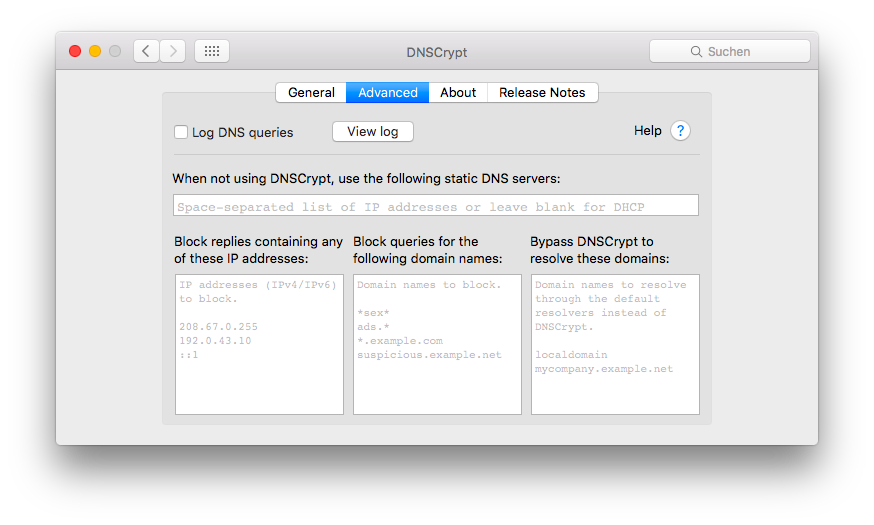 DNSCrypt
Suchen
General
Advanced
About
Release Notes
Log DNS queries
View log
Help
?
When not using DNSCrypt, use the following static DNS servers:
Space-separated list of IP addresses or leave blank for DHCP
Block replies containing any
of these IP addresses:
IP addresses (IPv4/IPv6)
to block.
208.67.0.255
192.0.43.10
::1
Block queries for the
following domain names:
Domain names to block.
*sex*
ads.*
*.example.com
suspicious.example.net
Bypass DNSCrypt to
resolve these domains:
Domain names to resolve
through the default
resolvers instead of
DNSCrypt.
localdomain
mycompany.example.net